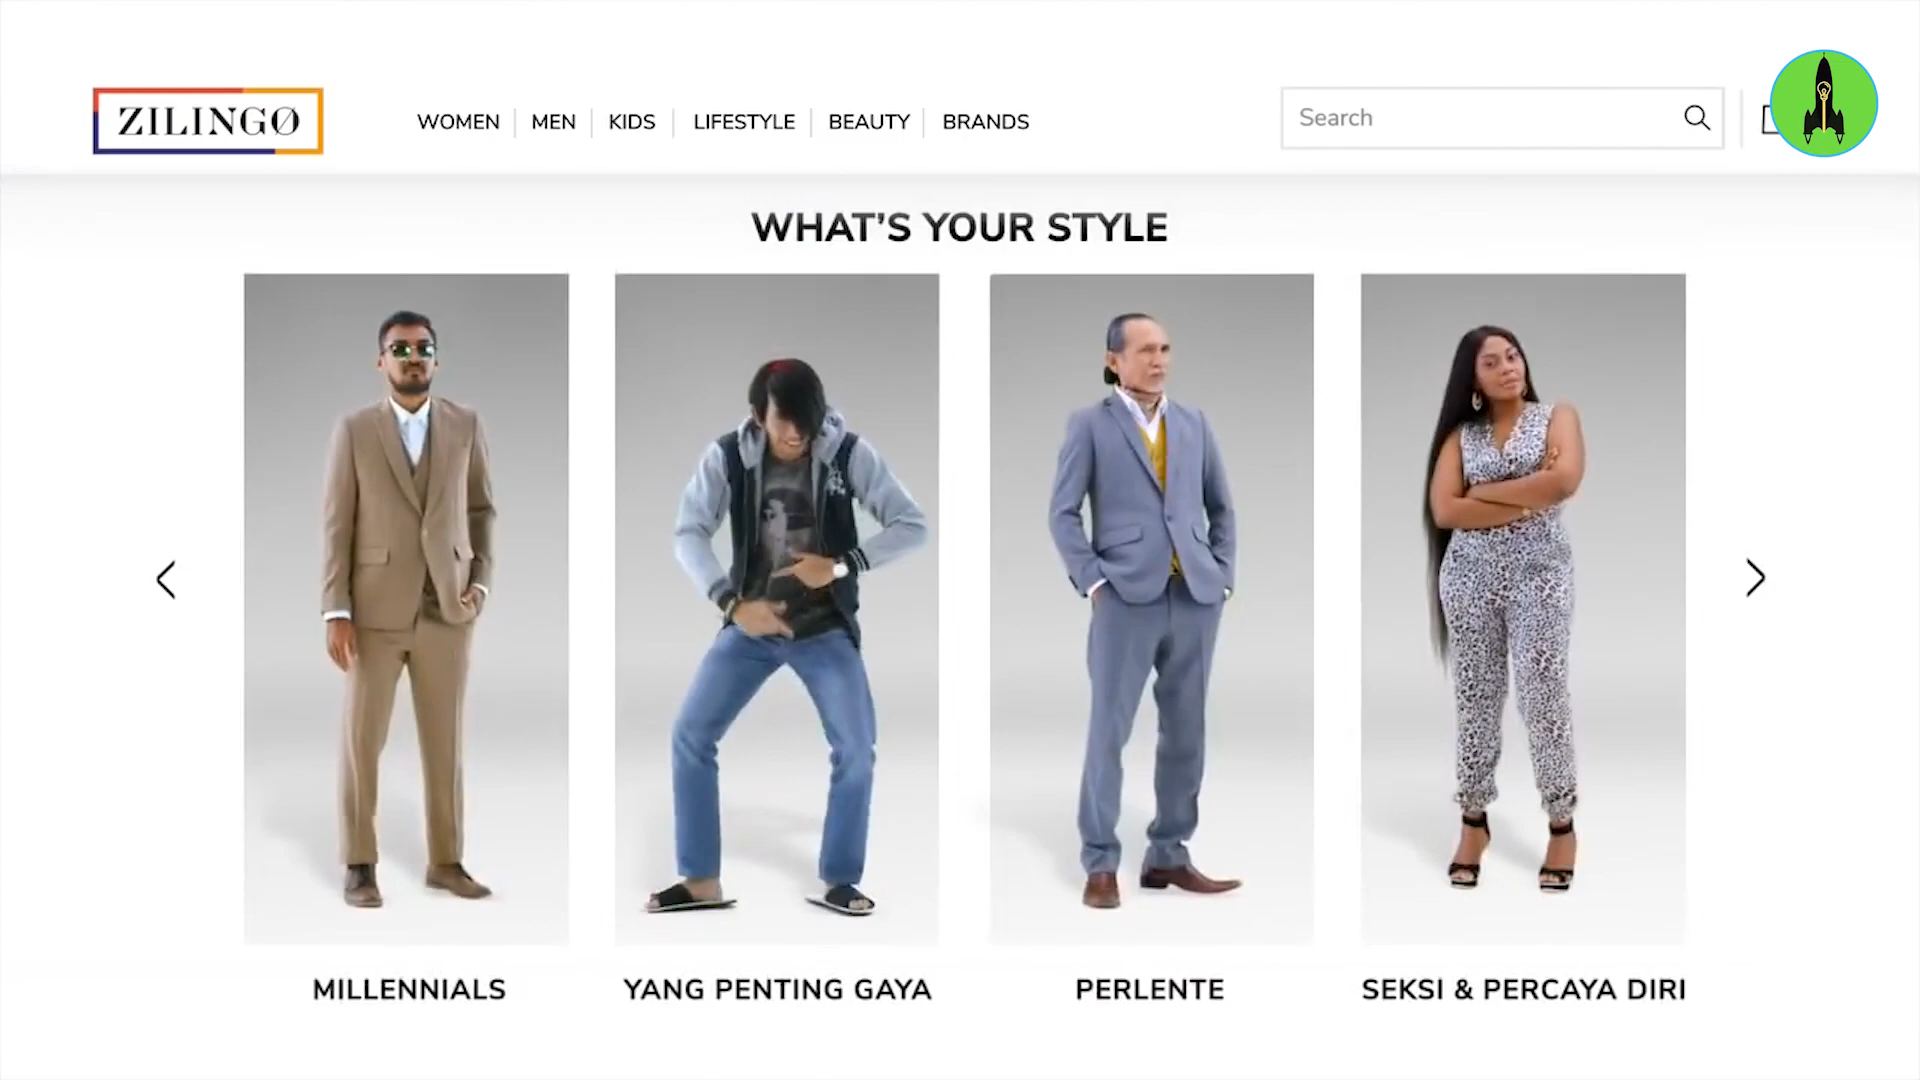 ZILINGØ
WOMEN MEN KIDS LIFESTYLE BEAUTY BRANDS
Search
WHAT'S YOUR STYLE
MILLENNIALS YANG PENTING GAYA PERLENTE SEKSI & PERCAYA DIRI